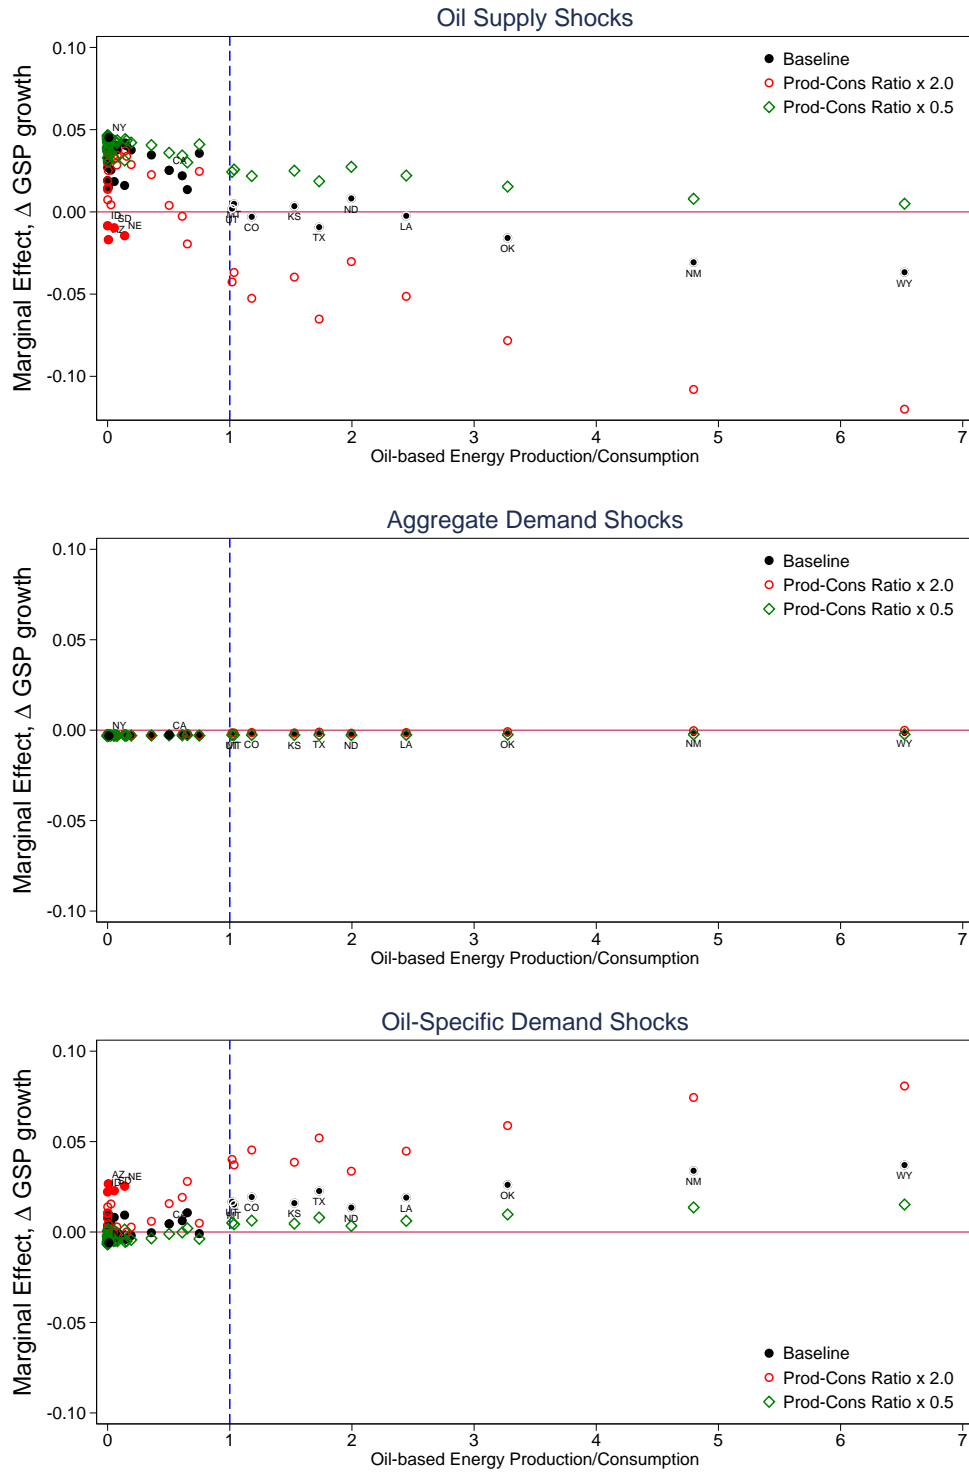 Oil Supply Shocks
Marginal Effect, Δ GSP growth
0.10
0.05
0.00
-0.05
-0.10
Baseline
Prod-Cons Ratio x 2.0
Prod-Cons Ratio x 0.5
NY
CA
ID
SD
NE
AZ
UT
MT
CO
KS
TX
ND
LA
OK
NM
WY
0 1 2 3 4 5 6 7
Oil-based Energy Production/Consumption
Aggregate Demand Shocks
Marginal Effect, Δ GSP growth
0.10
0.05
0.00
-0.05
-0.10
Baseline
Prod-Cons Ratio x 2.0
Prod-Cons Ratio x 0.5
NY
CA
UT
MT
CO
KS
TX
ND
LA
OK
NM
WY
0 1 2 3 4 5 6 7
Oil-based Energy Production/Consumption
Oil-Specific Demand Shocks
Marginal Effect, Δ GSP growth
0.10
0.05
0.00
-0.05
-0.10
AZ
NE
ID
SD
CA
UT
MT
CO
KS
TX
ND
LA
OK
NM
WY
Baseline
Prod-Cons Ratio x 2.0
Prod-Cons Ratio x 0.5
0 1 2 3 4 5 6 7
Oil-based Energy Production/Consumption